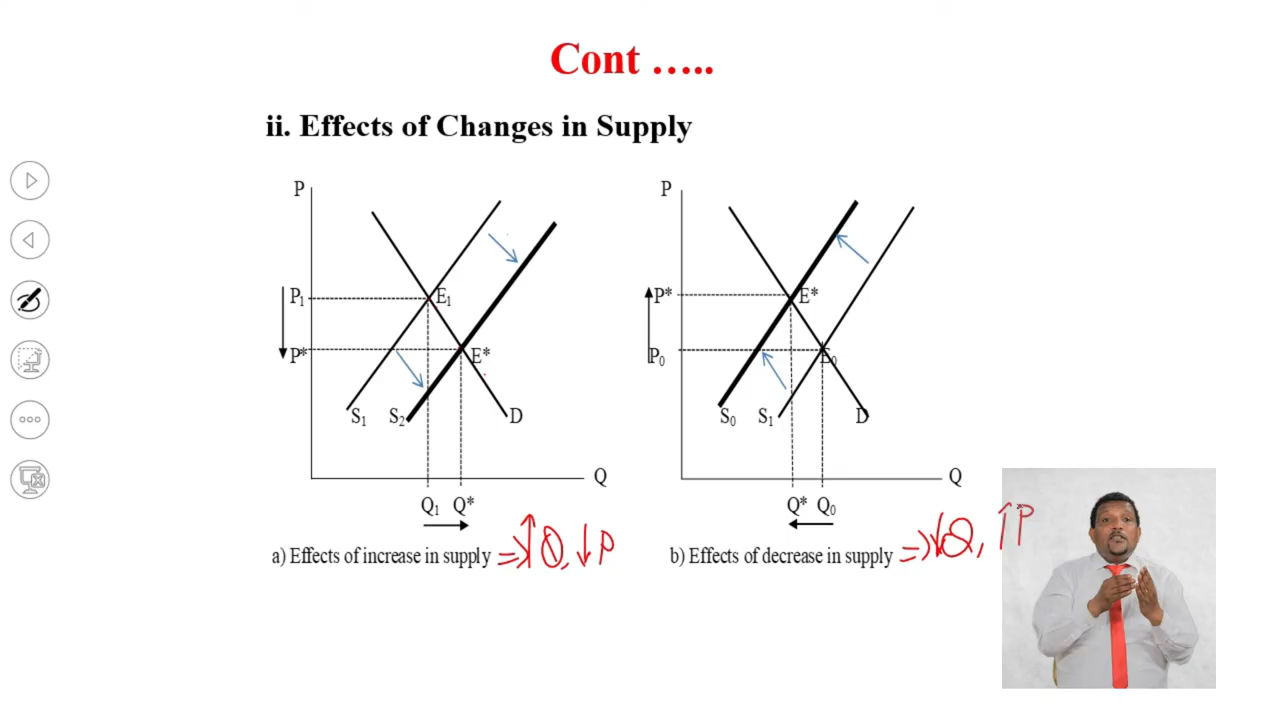 Cont …..
ii. Effects of Changes in Supply
P
P₁
E₁
P*
E*
S₁ S₂ D
Q
Q₁ Q*
a) Effects of increase in supply ⇒ ↑Q, ↓P
P
P*
E*
P₀
E₀
S₀ S₁ D
Q
Q* Q₀
b) Effects of decrease in supply ⇒ ↓Q, ↑P